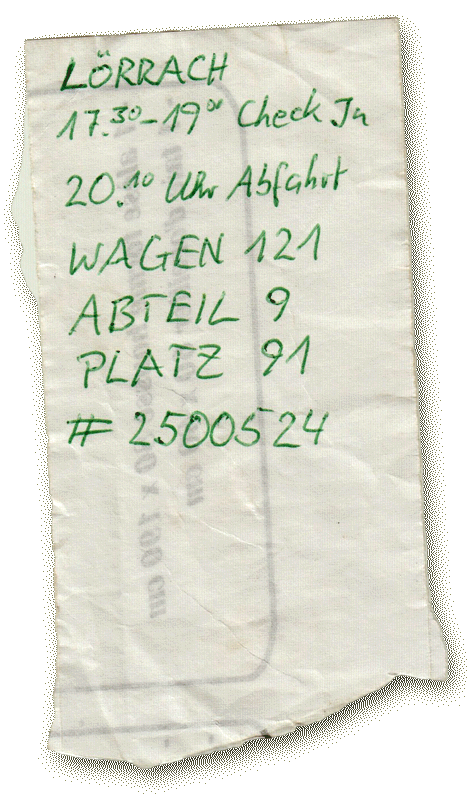 LÖRRACH
17.30-19 00 Check In
20.10 Uhr Abfahrt
WAGEN 121
ABTEIL 9
PLATZ 91
# 2500524